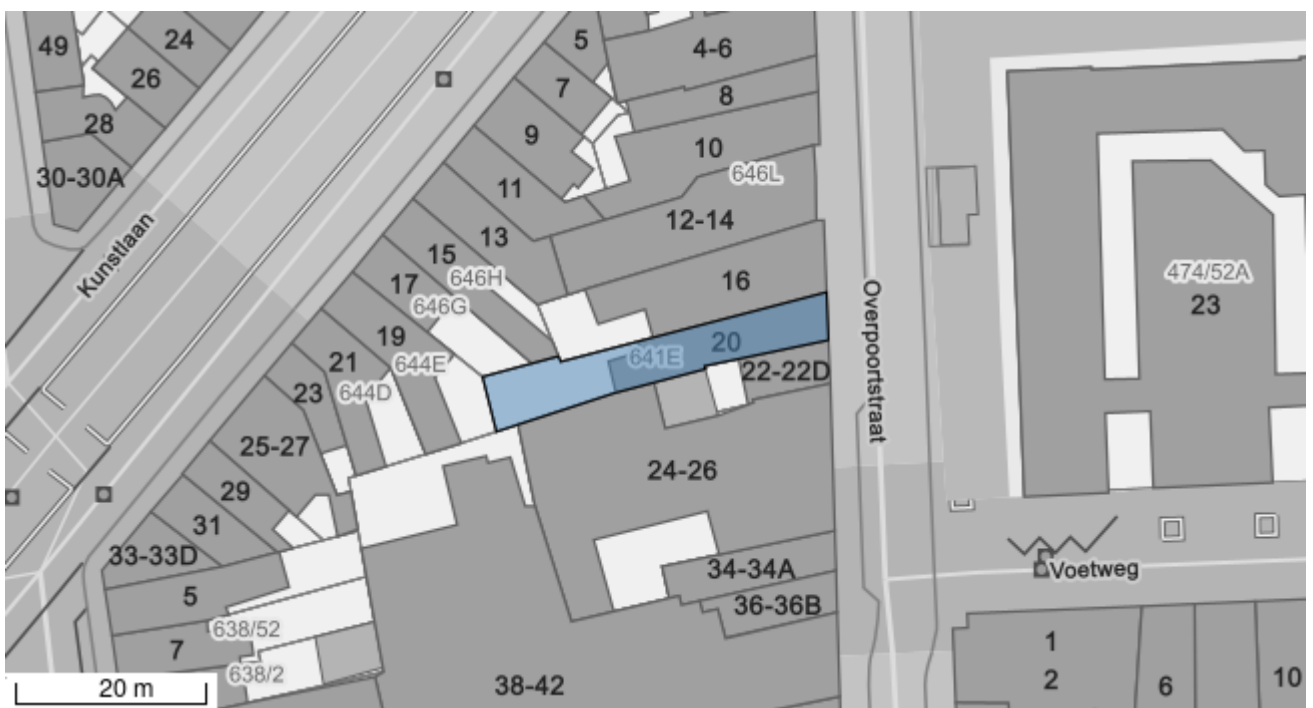 49
24
5
4-6
26
7
8
28
9
10
30-30A
11
646L
12-14
Kunstlaan
13
15
646H
17
16
474/52A
23
646G
19
20
641E
Overpoortstraat
21
644E
22-22D
644D
23
25-27
24-26
29
31
33-33D
34-34A
Voetweg
5
36-36B
638/52
7
1
638/2
2
6
10
20 m
38-42